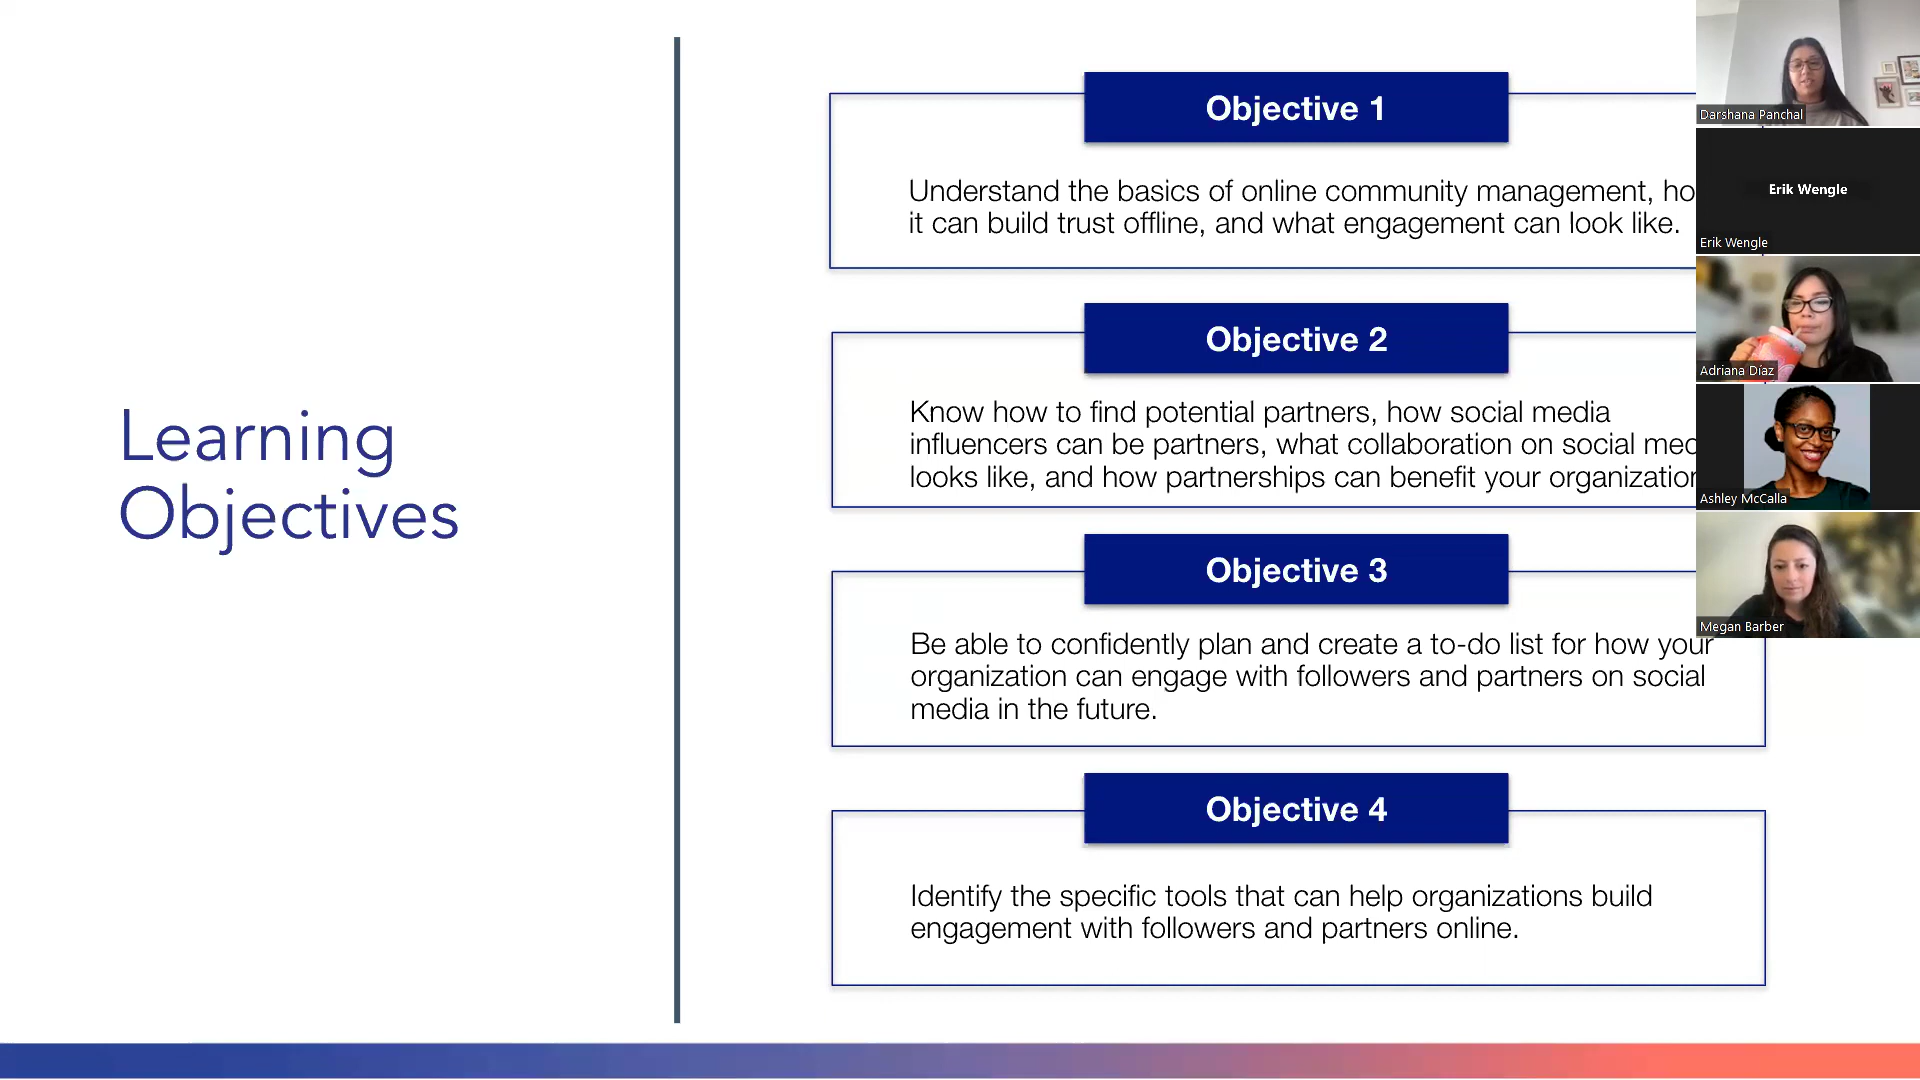 Learning
Objectives
Objective 1
Understand the basics of online community management, ho
it can build trust offline, and what engagement can look like.
Objective 2
Know how to find potential partners, how social media
influencers can be partners, what collaboration on social med
looks like, and how partnerships can benefit your organization
Objective 3
Be able to confidently plan and create a to-do list for how your
organization can engage with followers and partners on social
media in the future.
Objective 4
Identify the specific tools that can help organizations build
engagement with followers and partners online.
Darshana Panchal
Erik Wengle
Erik Wengle
Adriana Díaz
Ashley McCalla
Megan Barber